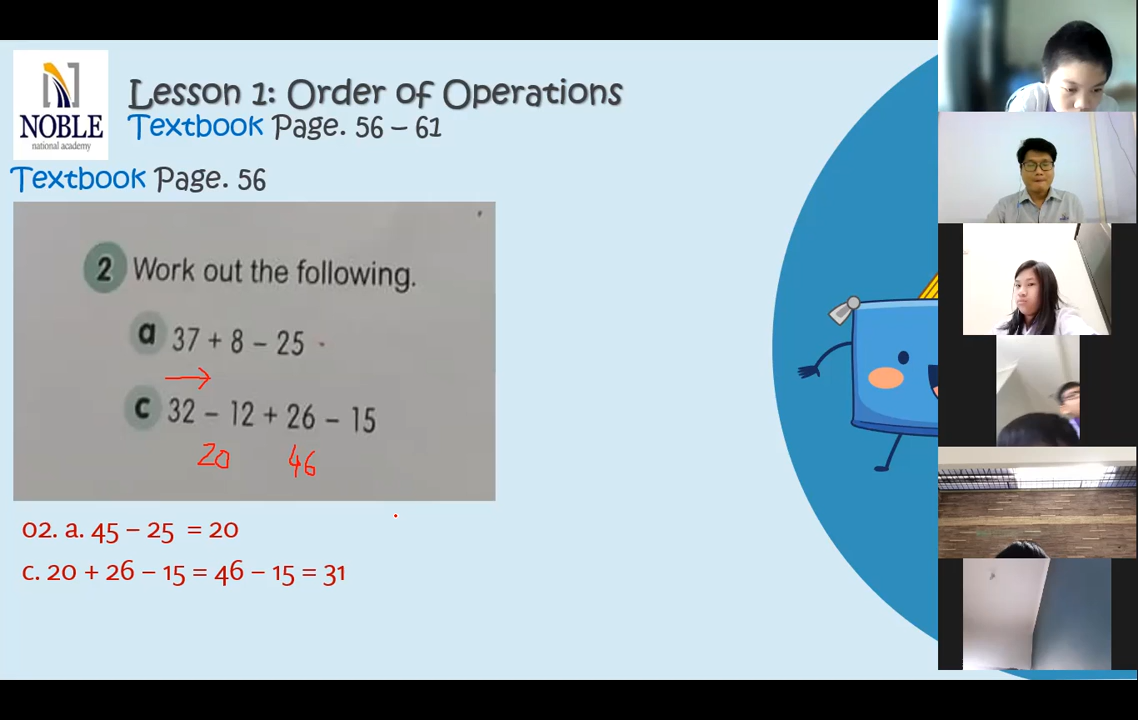 NOBLE
national academy
Lesson 1: Order of Operations
Textbook Page. 56 – 61
Textbook Page. 56
2 Work out the following.
a 37 + 8 – 25
c 32 – 12 + 26 – 15
20 46
02. a. 45 – 25 = 20
c. 20 + 26 – 15 = 46 – 15 = 31